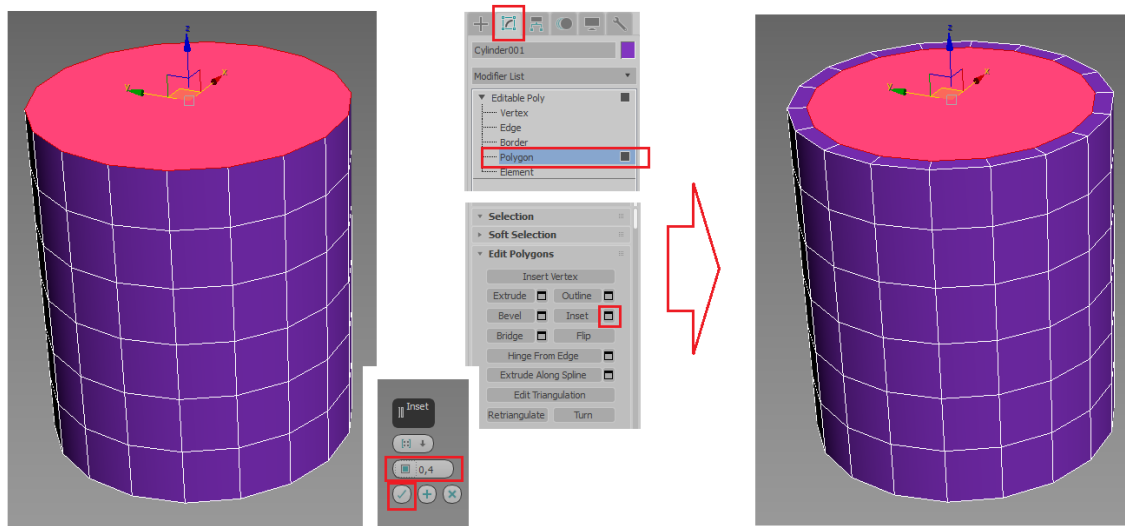 z
y
x
Cylinder001
Modifier List
Editable Poly
Vertex
Edge
Border
Polygon
Element
Selection
Soft Selection
Edit Polygons
Insert Vertex
Extrude Outline
Bevel Inset
Bridge Flip
Hinge From Edge
Extrude Along Spline
Edit Triangulation
Retriangulate Turn
Inset
0,4
z
y
x